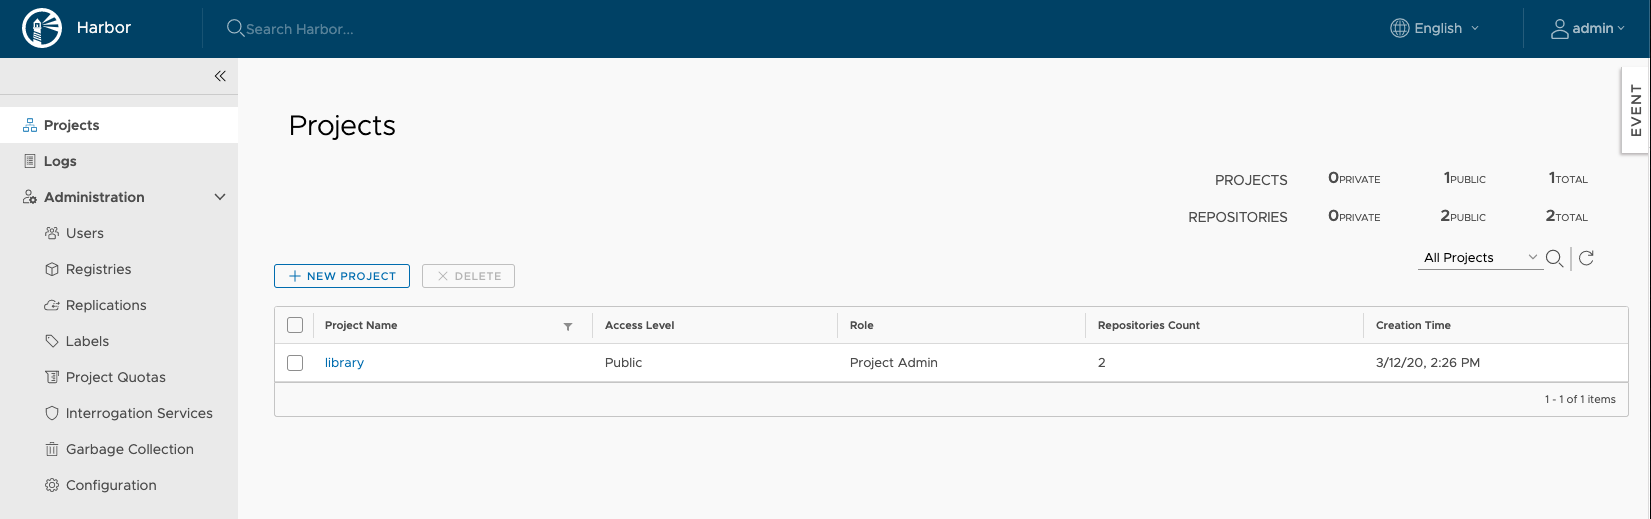 Harbor
Search Harbor...
English
admin
EVENT
Projects
Logs
Administration
Users
Registries
Replications
Labels
Project Quotas
Interrogation Services
Garbage Collection
Configuration
Projects
PROJECTS 0PRIVATE 1PUBLIC 1TOTAL
REPOSITORIES 0PRIVATE 2PUBLIC 2TOTAL
All Projects
NEW PROJECT DELETE
Project Name Access Level Role Repositories Count Creation Time
library Public Project Admin 2 3/12/20, 2:26 PM
1 - 1 of 1 items